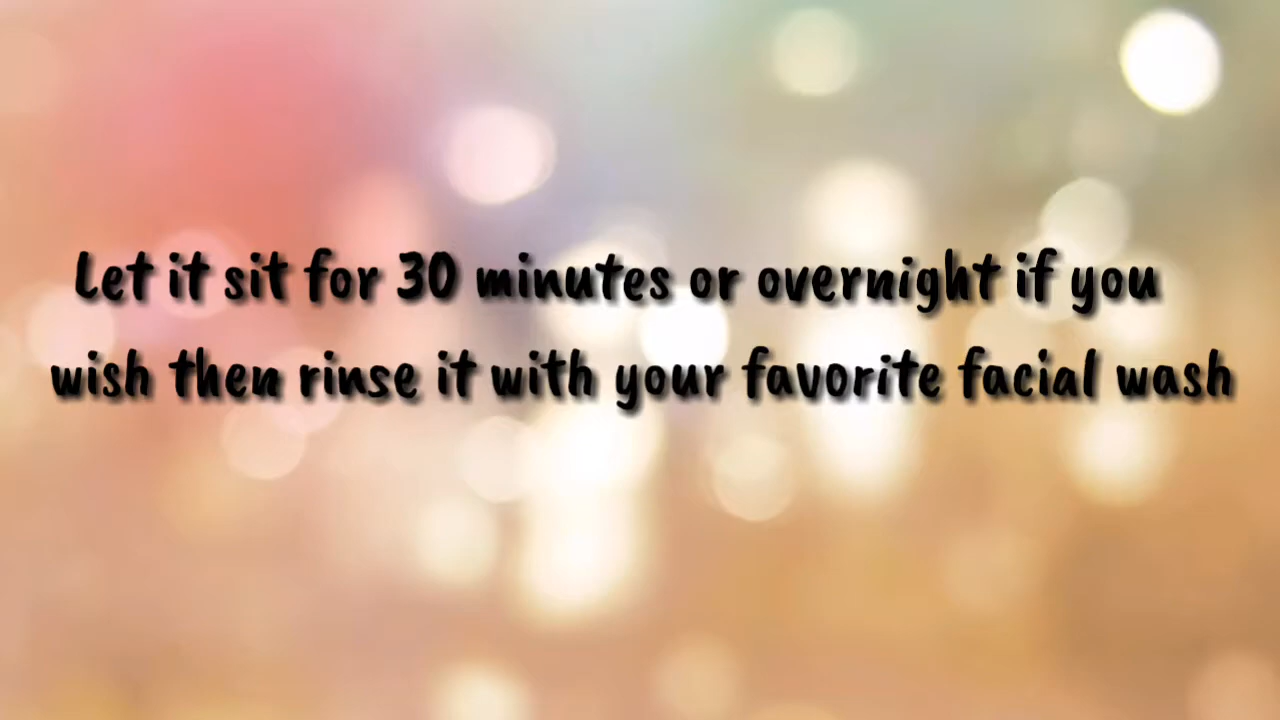 Let it sit for 30 minutes or overnight if you
wish then rinse it with your favorite facial wash